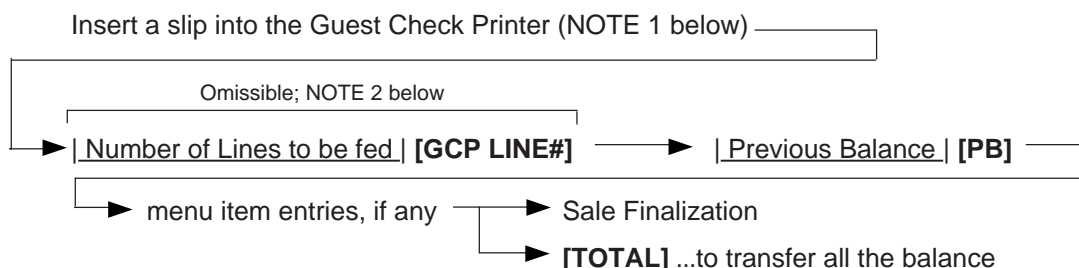 Insert a slip into the Guest Check Printer (NOTE 1 below)
Omissible; NOTE 2 below
| Number of Lines to be fed | [GCP LINE#]
| Previous Balance | [PB]
menu item entries, if any
Sale Finalization
[TOTAL] ...to transfer all the balance